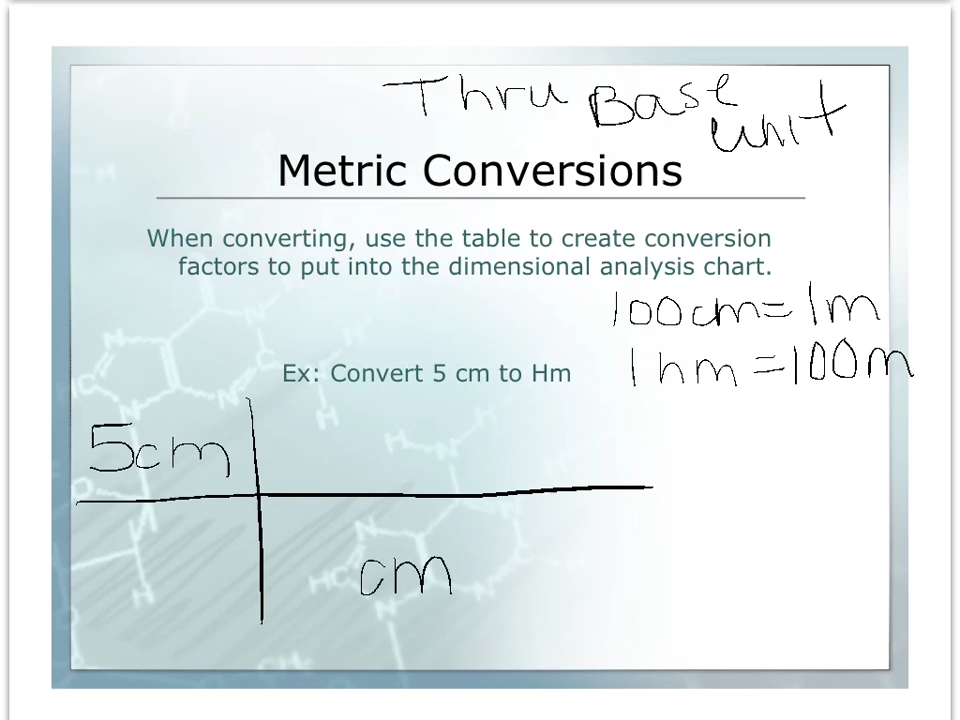 Thru Base
unit
Metric Conversions
When converting, use the table to create conversion
factors to put into the dimensional analysis chart.
100cm=1m
Ex: Convert 5 cm to Hm
1hm=100m
5cm
cm